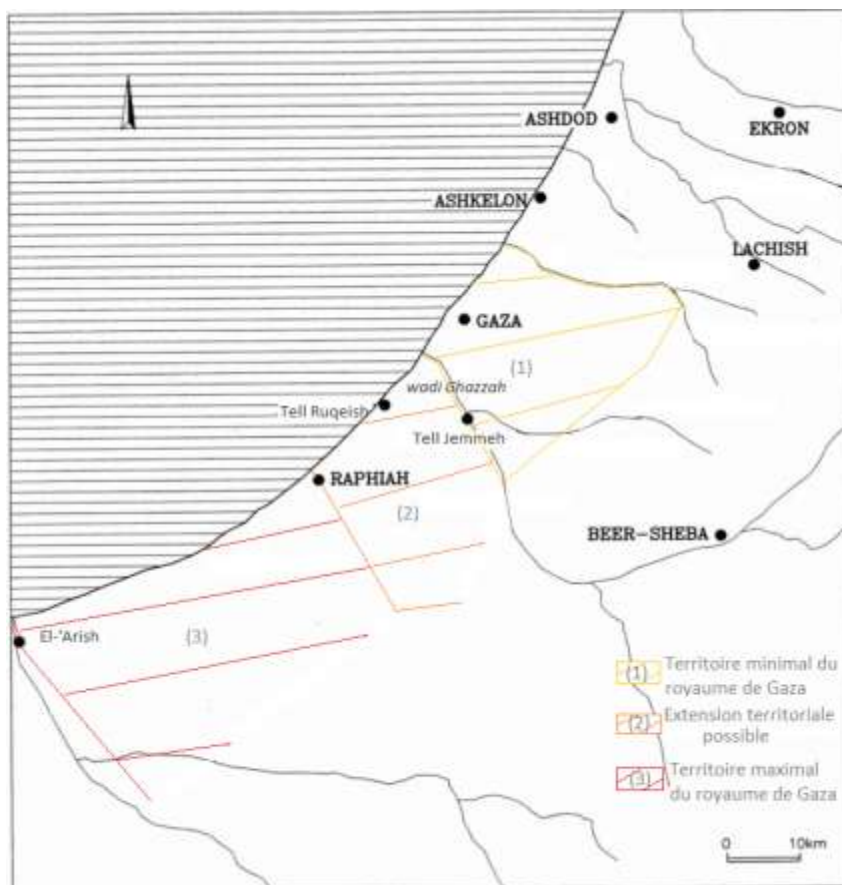 ASHDOD
EKRON
ASHKELON
LACHISH
GAZA
(1)
wadi Ghazzah
Tell Ruqeish
Tell Jemmeh
RAPHIAH
(2)
BEER-SHEBA
El-'Arish
(3)
(1) Territoire minimal du
royaume de Gaza
(2) Extension territoriale
possible
(3) Territoire maximal
du royaume de Gaza
0 10km